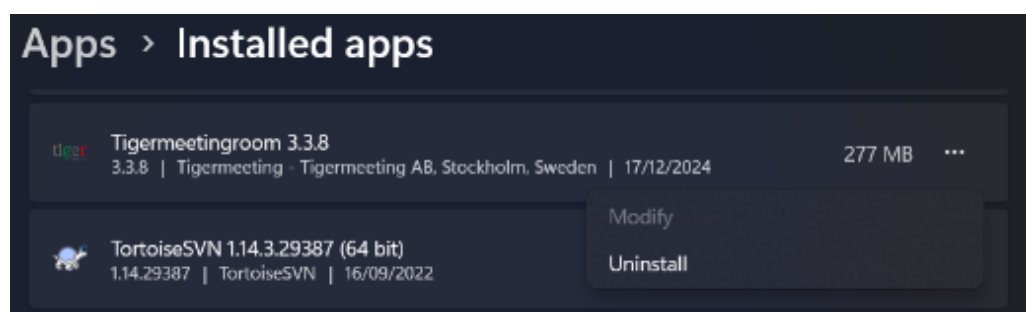 Apps > Installed apps
tiger
Tigermeetingroom 3.3.8
3.3.8 | Tigermeeting - Tigermeeting AB, Stockholm, Sweden | 17/12/2024
277 MB
Modify
Uninstall
TortoiseSVN 1.14.3.29387 (64 bit)
1.14.29387 | TortoiseSVN | 16/09/2022